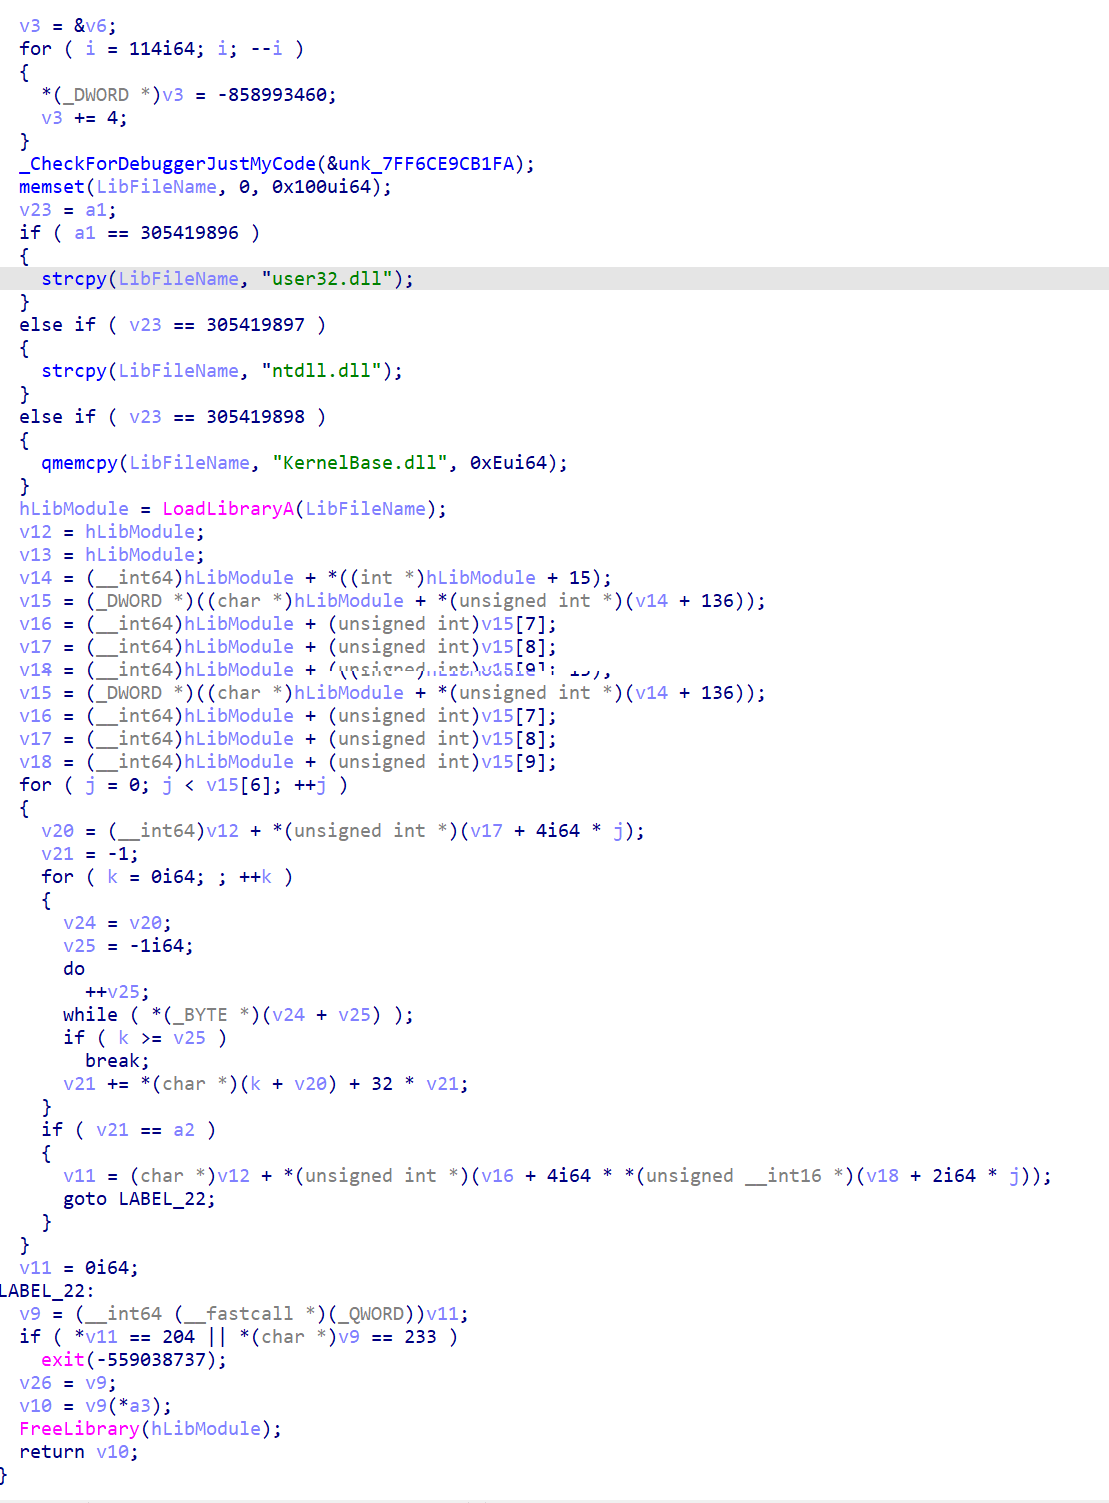 v3 = &v6;
for ( i = 114i64; i; --i )
{
*(_DWORD *)v3 = -858993460;
v3 += 4;
}
_CheckForDebuggerJustMyCode(&unk_7FF6CE9CB1FA);
memset(LibFileName, 0, 0x100ui64);
v23 = a1;
if ( a1 == 305419896 )
{
strcpy(LibFileName, "user32.dll");
}
else if ( v23 == 305419897 )
{
strcpy(LibFileName, "ntdll.dll");
}
else if ( v23 == 305419898 )
{
qmemcpy(LibFileName, "KernelBase.dll", 0xEui64);
}
hLibModule = LoadLibraryA(LibFileName);
v12 = hLibModule;
v13 = hLibModule;
v14 = (__int64)hLibModule + *((int *)hLibModule + 15);
v15 = (_DWORD *)((char *)hLibModule + *(unsigned int *)(v14 + 136));
v16 = (__int64)hLibModule + (unsigned int)v15[7];
v17 = (__int64)hLibModule + (unsigned int)v15[8];
= (__int64)hLibModule +
v15 = (_DWORD *)((char *)hLibModule + *(unsigned int *)(v14 + 136));
v16 = (__int64)hLibModule + (unsigned int)v15[7];
v17 = (__int64)hLibModule + (unsigned int)v15[8];
v18 = (__int64)hLibModule + (unsigned int)v15[9];
for ( j = 0; j < v15[6]; ++j )
{
v20 = (__int64)v12 + *(unsigned int *)(v17 + 4i64 * j);
v21 = -1;
for ( k = 0i64; ; ++k )
{
v24 = v20;
v25 = -1i64;
do
++v25;
while ( *(_BYTE *)(v24 + v25) );
if ( k >= v25 )
break;
v21 += *(char *)(k + v20) + 32 * v21;
}
if ( v21 == a2 )
{
v11 = (char *)v12 + *(unsigned int *)(v16 + 4i64 * *(unsigned __int16 *)(v18 + 2i64 * j));
goto LABEL_22;
}
}
v11 = 0i64;
LABEL_22:
v9 = (__int64 (__fastcall *)(_QWORD))v11;
if ( *v11 == 204 || *(char *)v9 == 233 )
exit(-559038737);
v26 = v9;
v10 = v9(*a3);
FreeLibrary(hLibModule);
return v10;
}